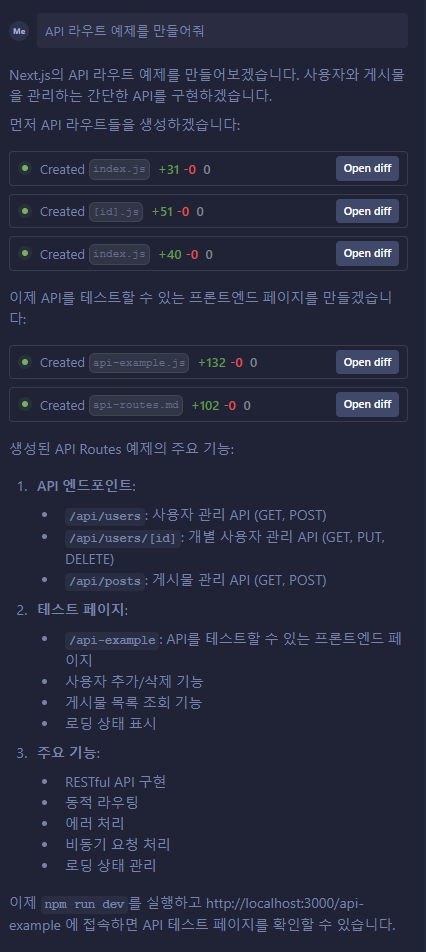 Me API 라우트 예제를 만들어줘
Next.js의 API 라우트 예제를 만들어보겠습니다. 사용자와 게시물
을 관리하는 간단한 API를 구현하겠습니다.
먼저 API 라우트들을 생성하겠습니다:
Created index.js +31 -0 0 Open diff
Created [id].js +51 -0 0 Open diff
Created index.js +40 -0 0 Open diff
이제 API를 테스트할 수 있는 프론트엔드 페이지를 만들겠습니
다:
Created api-example.js +132 -0 0 Open diff
Created api-routes.md +102 -0 0 Open diff
생성된 API Routes 예제의 주요 기능:
1. API 엔드포인트:
• /api/users: 사용자 관리 API (GET, POST)
• /api/users/[id]: 개별 사용자 관리 API (GET, PUT,
DELETE)
• /api/posts: 게시물 관리 API (GET, POST)
2. 테스트 페이지:
• /api-example: API를 테스트할 수 있는 프론트엔드 페
이지
• 사용자 추가/삭제 기능
• 게시물 목록 조회 기능
• 로딩 상태 표시
3. 주요 기능:
• RESTful API 구현
• 동적 라우팅
• 에러 처리
• 비동기 요청 처리
• 로딩 상태 관리
이제 npm run dev 를 실행하고 http://localhost:3000/api-
example 에 접속하면 API 테스트 페이지를 확인할 수 있습니다.